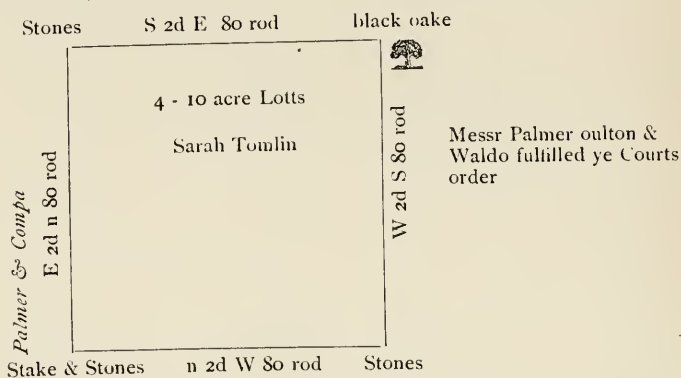 Stones S 2d E 80 rod black oake
4 - 10 acre Lotts
Sarah Tomlin
Palmer & Compa
E 2d n 80 rod
W 2d S 80 rod
Messr Palmer oulton &
Waldo fulfilled ye Courts
order
Stake & Stones n 2d W 80 rod Stones